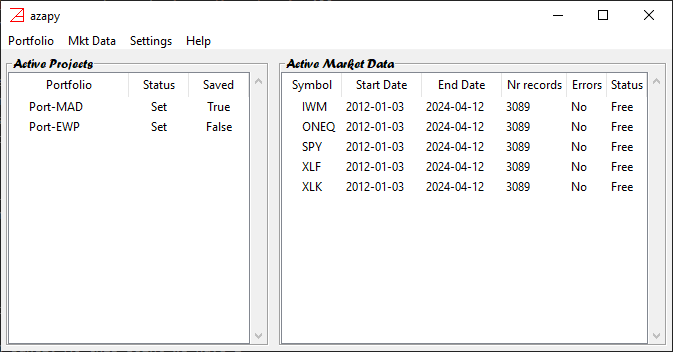 azapy
Portfolio Mkt Data Settings Help
Active Projects
Portfolio Status Saved
Port-MAD Set True
Port-EWP Set False
Active Market Data
Symbol Start Date End Date Nr records Errors Status
IWM 2012-01-03 2024-04-12 3089 No Free
ONEQ 2012-01-03 2024-04-12 3089 No Free
SPY 2012-01-03 2024-04-12 3089 No Free
XLF 2012-01-03 2024-04-12 3089 No Free
XLK 2012-01-03 2024-04-12 3089 No Free